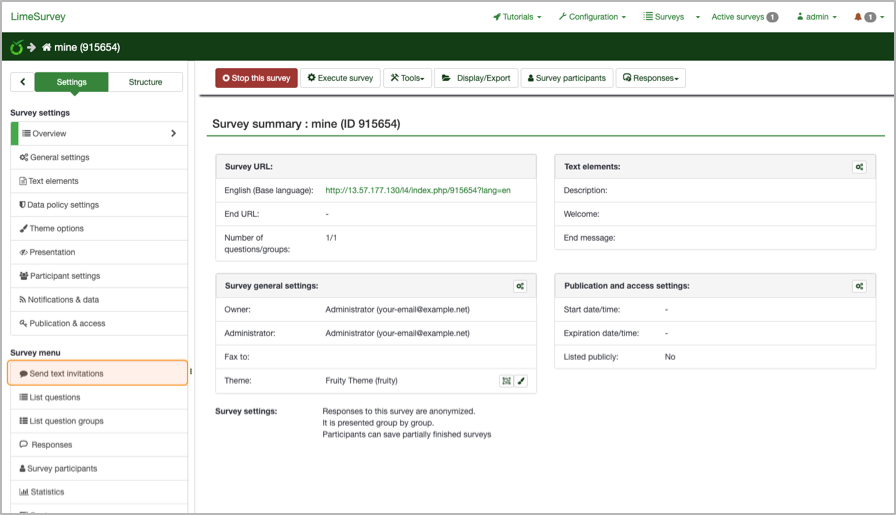 LimeSurvey
Tutorials
Configuration
Surveys
Active surveys 1
admin
1
mine (915654)
Settings
Structure
Stop this survey
Execute survey
Tools
Display/Export
Survey participants
Responses
Survey settings
Overview
General settings
Text elements
Data policy settings
Theme options
Presentation
Participant settings
Notifications & data
Publication & access
Survey menu
Send text invitations
List questions
List question groups
Responses
Survey participants
Statistics
Survey summary : mine (ID 915654)
Survey URL:
English (Base language): http://13.57.177.130/l4/index.php/915654?lang=en
End URL: -
Number of questions/groups: 1/1
Text elements:
Description:
Welcome:
End message:
Survey general settings:
Owner: Administrator (your-email@example.net)
Administrator: Administrator (your-email@example.net)
Fax to:
Theme: Fruity Theme (fruity)
Publication and access settings:
Start date/time: -
Expiration date/time: -
Listed publicly: No
Survey settings: Responses to this survey are anonymized.
It is presented group by group.
Participants can save partially finished surveys